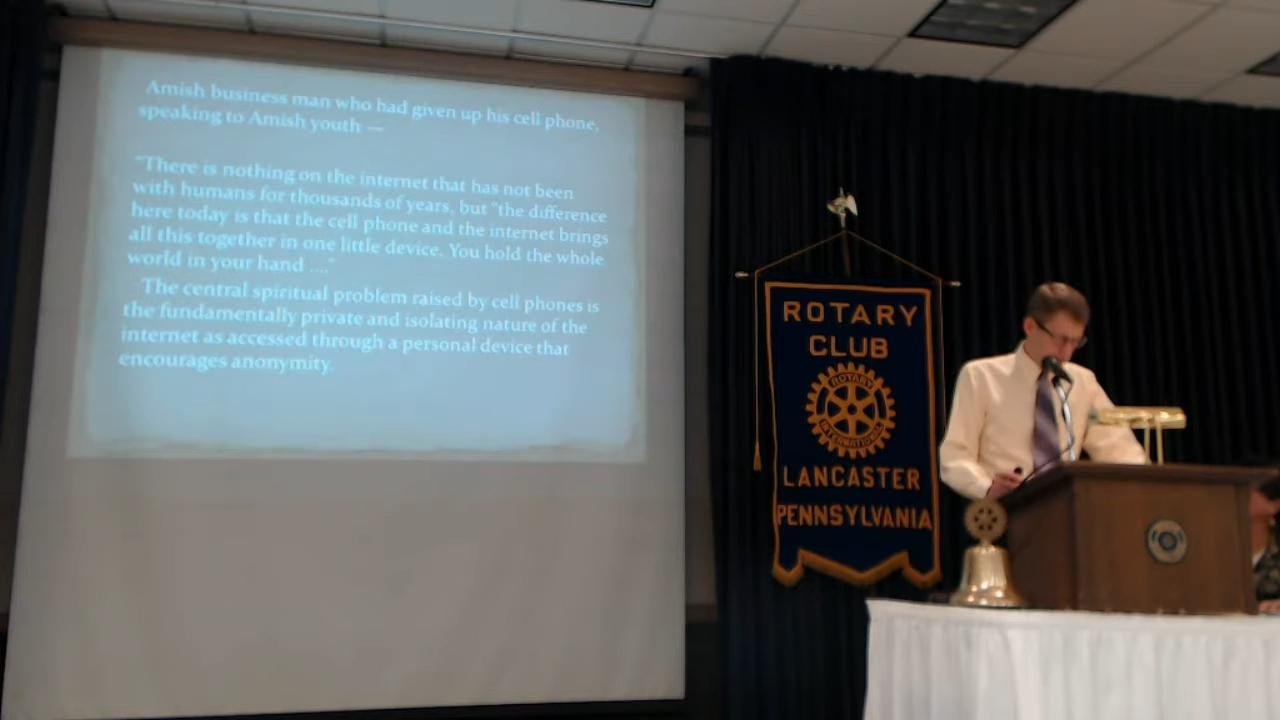 Amish business man who had given up his cell phone,
speaking to Amish youth —
"There is nothing on the internet that has not been
with humans for thousands of years, but "the difference
here today is that the cell phone and the internet brings
all this together in one little device. You hold the whole
world in your hand ...."
The central spiritual problem raised by cell phones is
the fundamentally private and isolating nature of the
internet as accessed through a personal device that
encourages anonymity.
ROTARY
CLUB
ROTARY
INTERNATIONAL
LANCASTER
PENNSYLVANIA